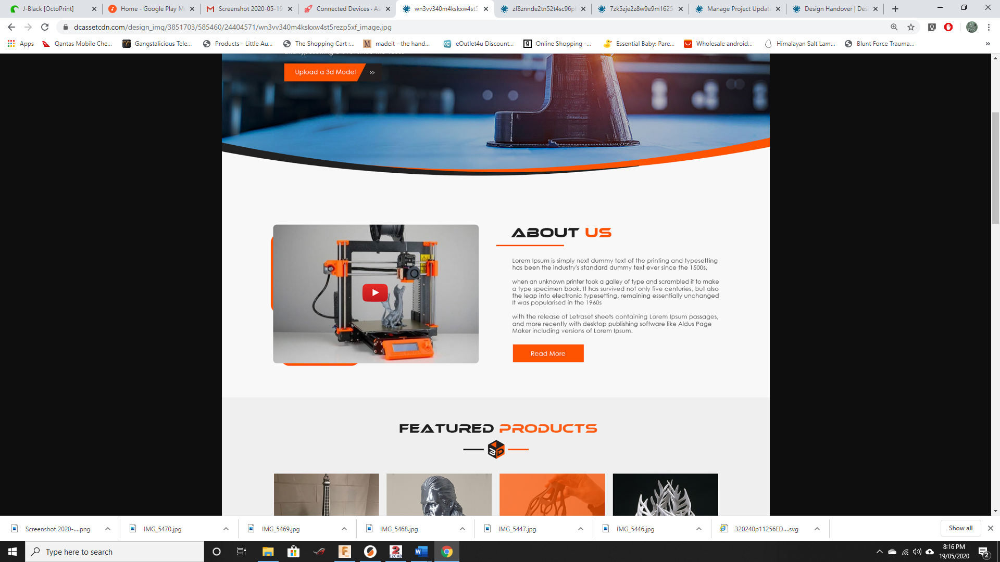 J-Black [OctoPrint]
Home - Google Play M
Screenshot 2020-05-19
Connected Devices · As
wn3vv340m4kskxw4st5
zf8znnde2tn52t4sc96p
7zk5zje2z8w9e9m1625
Manage Project Update
Design Handover | Des
dcassetcdn.com/design_img/3851703/585460/24404571/wn3vv340m4kskxw4st5rezp5xf_image.jpg
Apps
Qantas Mobile Che...
Gangstalicious Tele...
Products - Little Au...
The Shopping Cart :...
madeit - the hand...
eOutlet4u Discount...
Online Shopping -...
Essential Baby: Pare...
Wholesale android...
Himalayan Salt Lam...
Blunt Force Trauma...
»
Upload a 3d Model >>
ABOUT US
Lorem Ipsum is simply next dummy text of the printing and typesetting
has been the industry's standard dummy text ever since the 1500s,
when an unknown printer took a galley of type and scrambled it to make
a type specimen book. It has survived not only five centuries, but also
the leap into electronic typesetting, remaining essentially unchanged
It was popularised in the 1960s
with the release of Letraset sheets containing Lorem Ipsum passages,
and more recently with desktop publishing software like Aldus Page
Maker including versions of Lorem Ipsum.
Read More
FEATURED PRODUCTS
3D
Screenshot 2020-....png
IMG_5470.jpg
IMG_5469.jpg
IMG_5468.jpg
IMG_5447.jpg
IMG_5446.jpg
320240p11256ED....svg
Show all
Type here to search
F
2
EZCAD
W
8:16 PM
19/05/2020
2